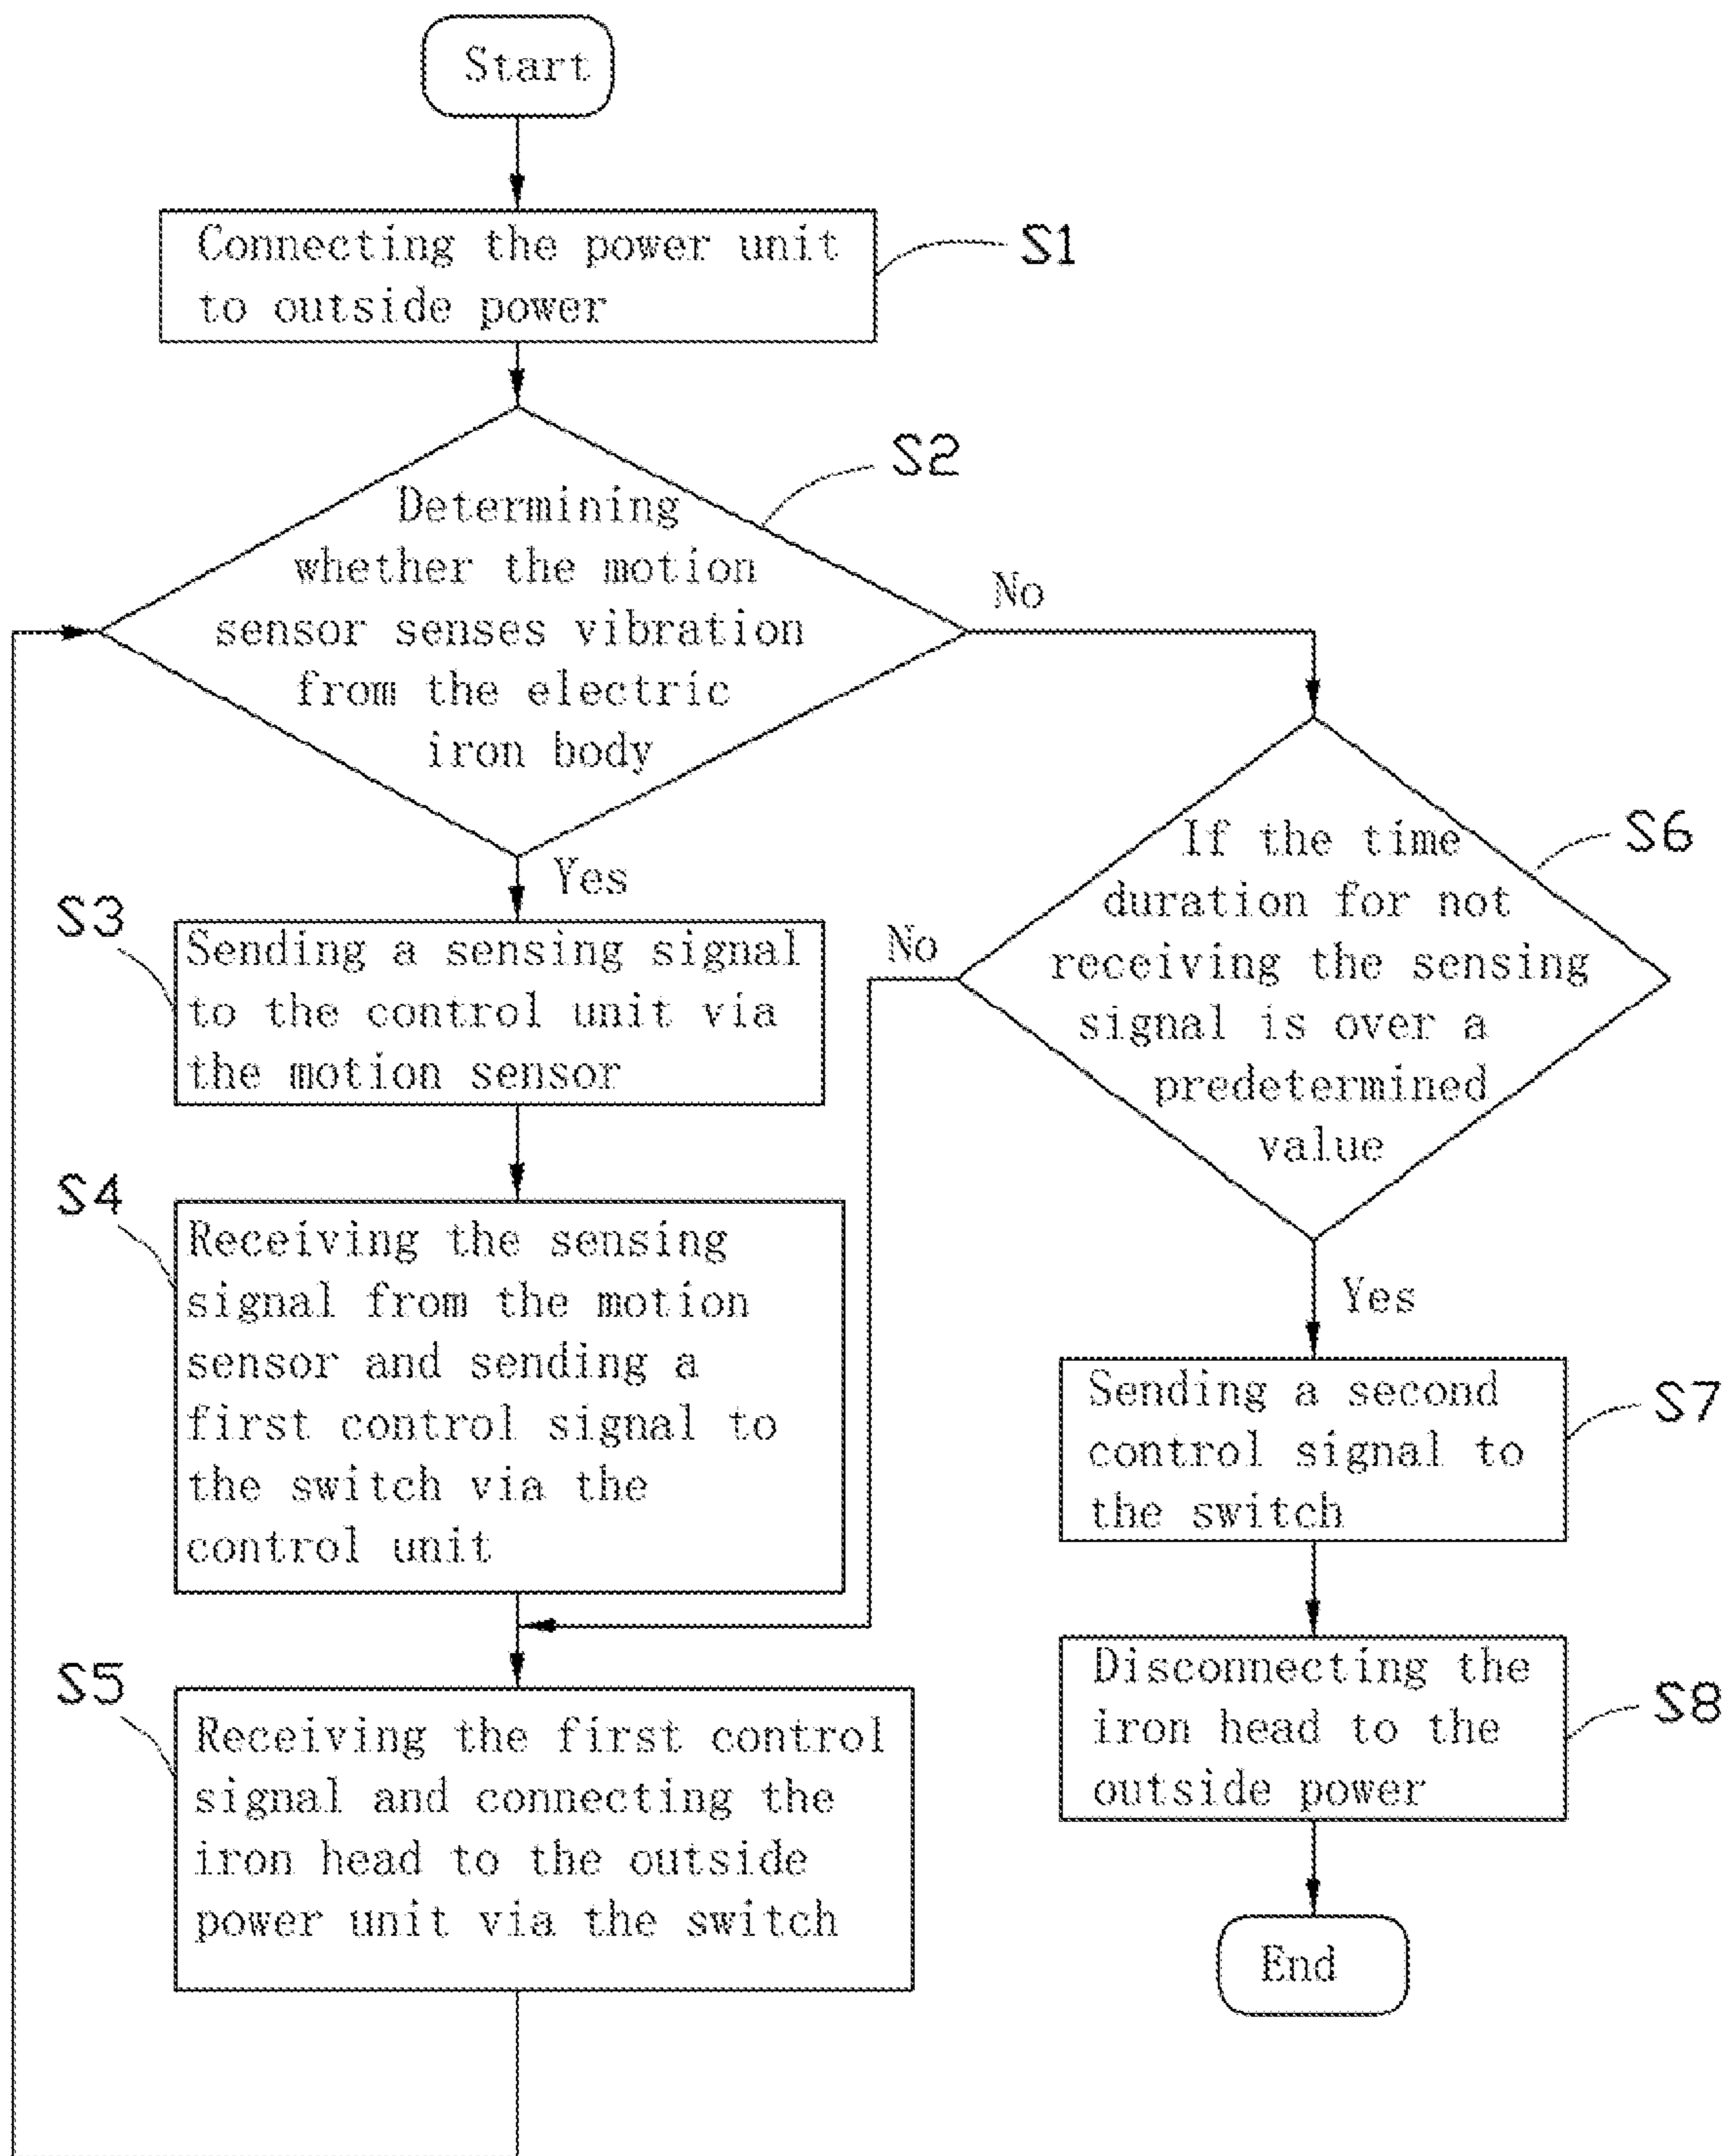 Start
Connecting the power unit
to outside power
S1
S2
Determining
whether the motion
sensor senses vibration
from the electric
iron body
No
Yes
S3
Sending a sensing signal
to the control unit via
the motion sensor
S4
Receiving the sensing
signal from the motion
sensor and sending a
first control signal to
the switch via the
control unit
S5
Receiving the first control
signal and connecting the
iron head to the outside
power unit via the switch
S6
If the time
duration for not
receiving the sensing
signal is over a
predetermined
value
No
Yes
Sending a second
control signal to
the switch
S7
Disconnecting the
iron head to the
outside power
S8
End